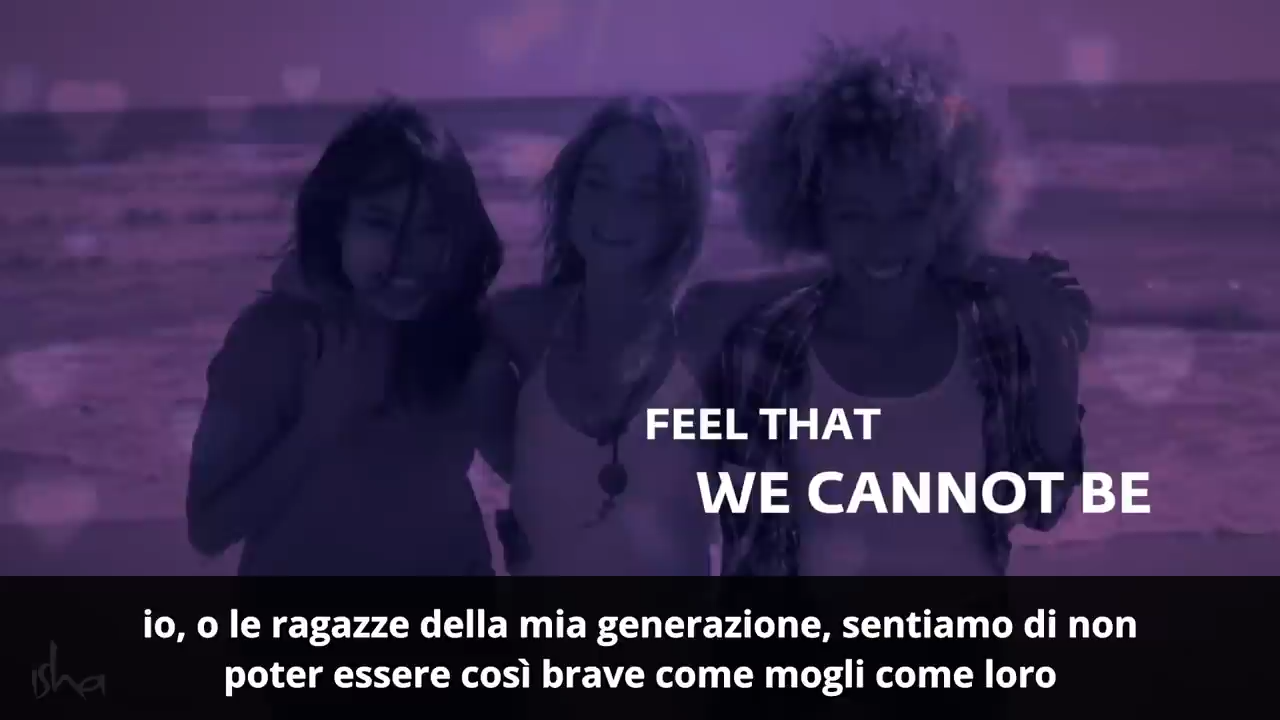 FEEL THAT
WE CANNOT BE
io, o le ragazze della mia generazione, sentiamo di non
poter essere così brave come mogli come loro
isha